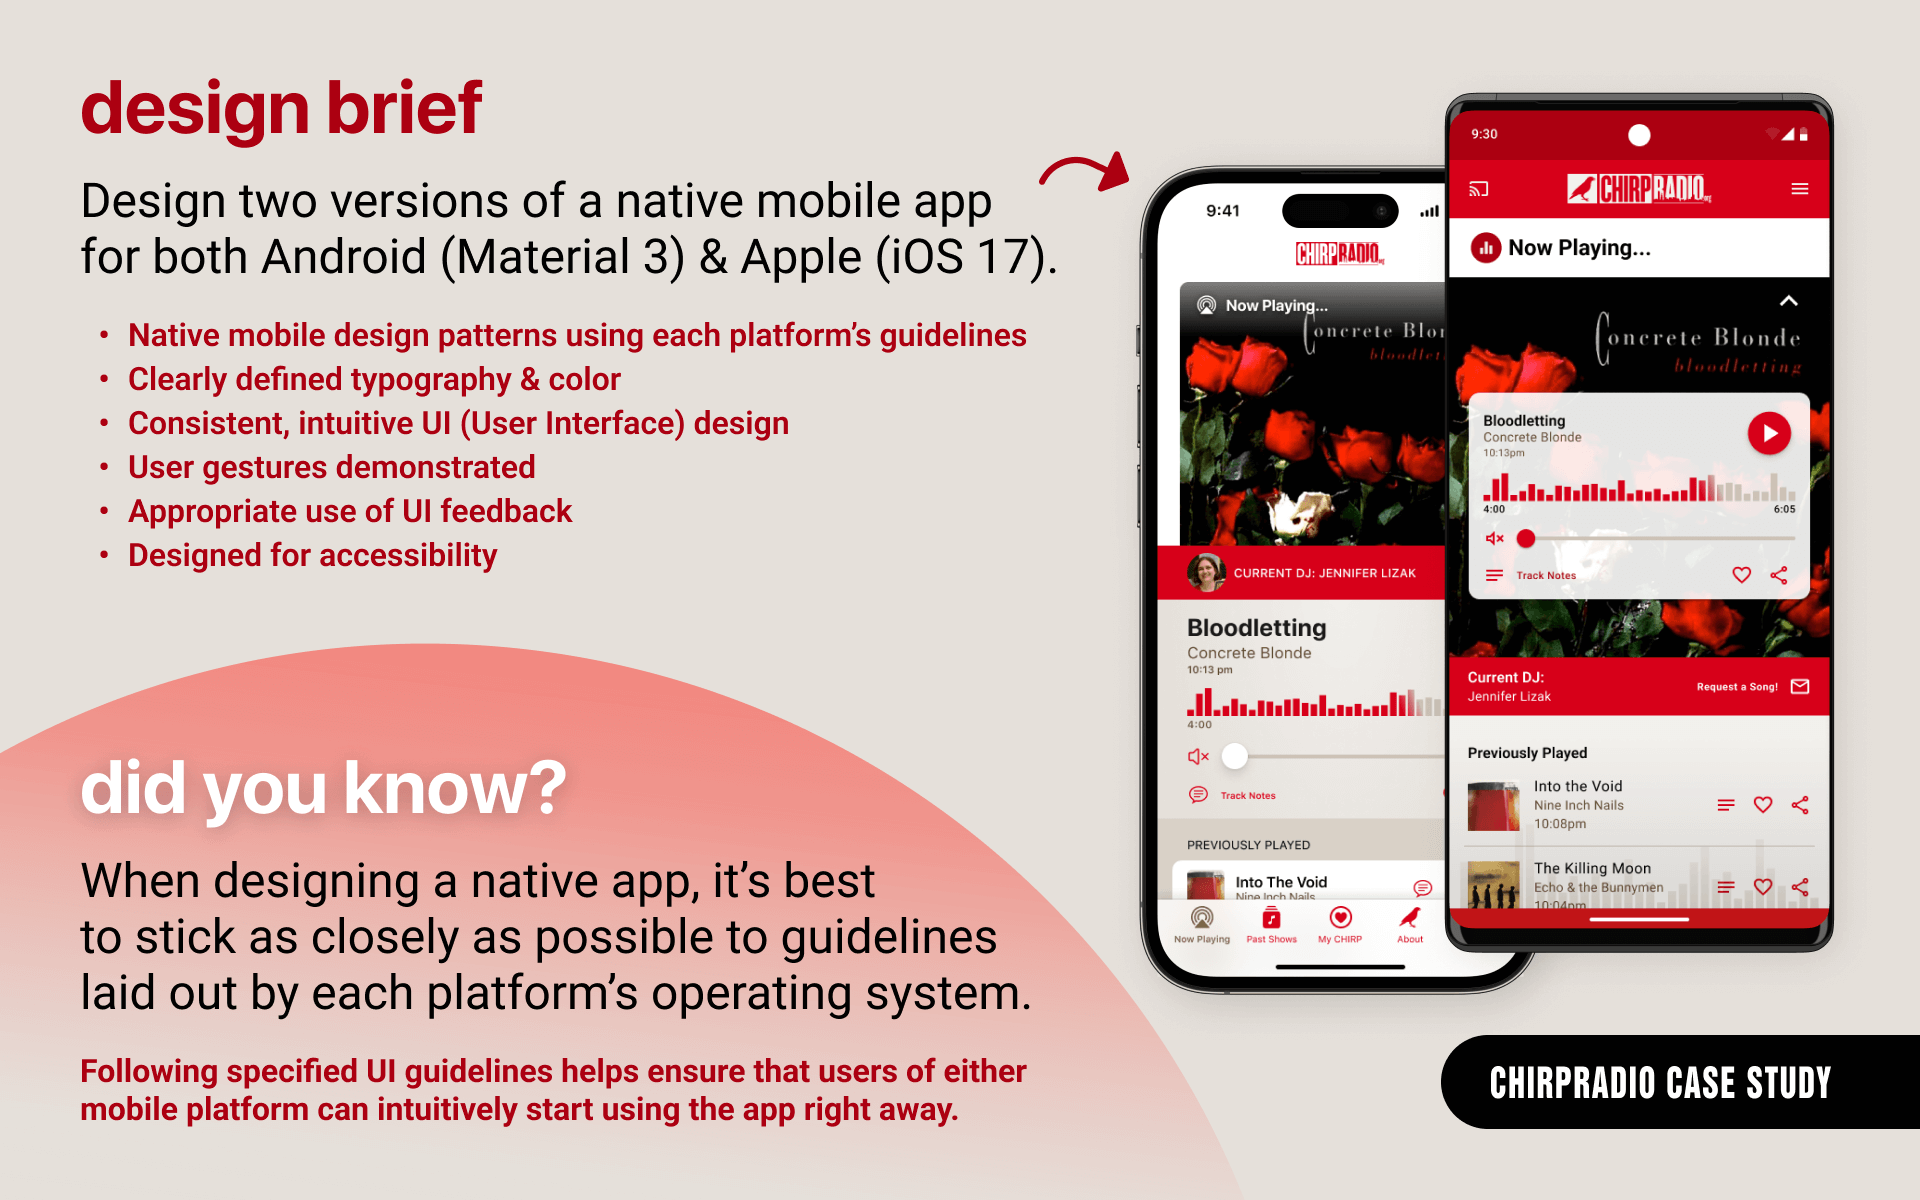 design brief
Design two versions of a native mobile app
for both Android (Material 3) & Apple (iOS 17).
• Native mobile design patterns using each platform’s guidelines
• Clearly defined typography & color
• Consistent, intuitive UI (User Interface) design
• User gestures demonstrated
• Appropriate use of UI feedback
• Designed for accessibility
did you know?
When designing a native app, it’s best
to stick as closely as possible to guidelines
laid out by each platform’s operating system.
Following specified UI guidelines helps ensure that users of either
mobile platform can intuitively start using the app right away.
9:41
CHIRPRADIO.org
Now Playing...
Concrete Blon
bloodlet
CURRENT DJ: JENNIFER LIZAK
Bloodletting
Concrete Blonde
10:13 pm
4:00
Track Notes
PREVIOUSLY PLAYED
Into The Void
Nine Inch Nails
Now Playing
Past Shows
My CHIRP
About
9:30
CHIRPRADIO.org
Now Playing...
Concrete Blonde
bloodletting
Bloodletting
Concrete Blonde
10:13pm
4:00
6:05
Track Notes
Current DJ:
Jennifer Lizak
Request a Song!
Previously Played
Into the Void
Nine Inch Nails
10:08pm
The Killing Moon
Echo & the Bunnymen
10:04pm
CHIRPRADIO CASE STUDY